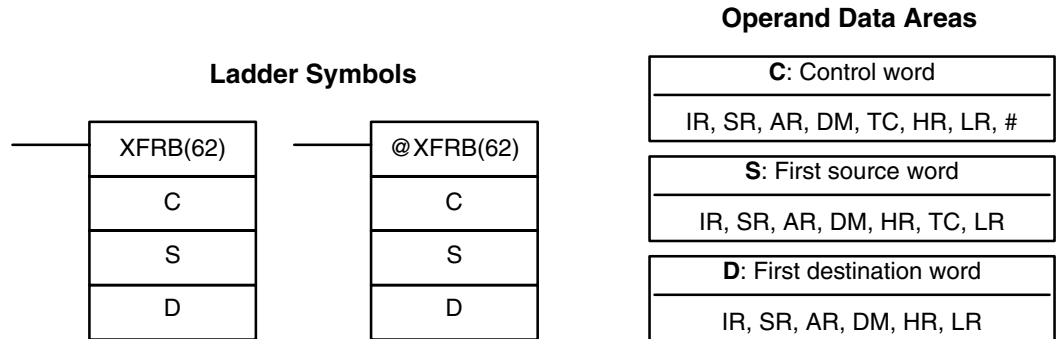 Ladder Symbols
XFRB(62)
C
S
D
@XFRB(62)
C
S
D
Operand Data Areas
C: Control word
IR, SR, AR, DM, TC, HR, LR, #
S: First source word
IR, SR, AR, DM, HR, TC, LR
D: First destination word
IR, SR, AR, DM, HR, LR